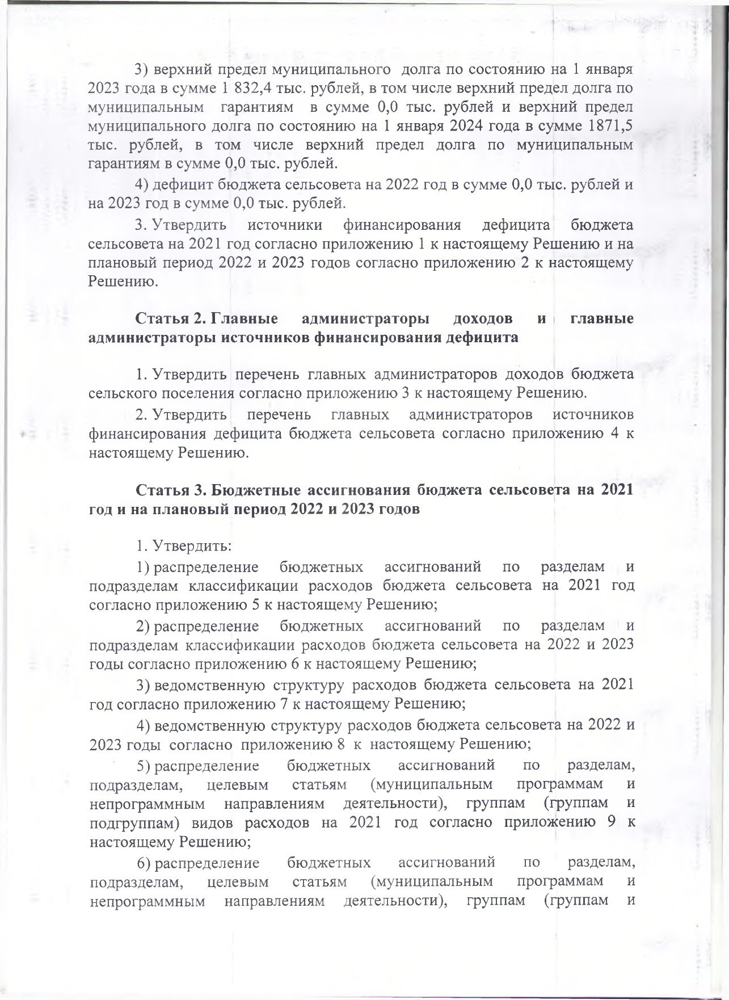 3) верхний предел муниципального долга по состоянию на 1 января
2023 года в сумме 1 832,4 тыс. рублей, в том числе верхний предел долга по
муниципальным гарантиям в сумме 0,0 тыс. рублей и верхний предел
муниципального долга по состоянию на 1 января 2024 года в сумме 1871,5
тыс. рублей, в том числе верхний предел долга по муниципальным
гарантиям в сумме 0,0 тыс. рублей.
4) дефицит бюджета сельсовета на 2022 год в сумме 0,0 тыс. рублей и
на 2023 год в сумме 0,0 тыс. рублей.
3. Утвердить источники финансирования дефицита бюджета
сельсовета на 2021 год согласно приложению 1 к настоящему Решению и на
плановый период 2022 и 2023 годов согласно приложению 2 к настоящему
Решению.
Статья 2. Главные администраторы доходов и главные
администраторы источников финансирования дефицита
1. Утвердить перечень главных администраторов доходов бюджета
сельского поселения согласно приложению 3 к настоящему Решению.
2. Утвердить перечень главных администраторов источников
финансирования дефицита бюджета сельсовета согласно приложению 4 к
настоящему Решению.
Статья 3. Бюджетные ассигнования бюджета сельсовета на 2021
год и на плановый период 2022 и 2023 годов
1. Утвердить:
1) распределение бюджетных ассигнований по разделам и
подразделам классификации расходов бюджета сельсовета на 2021 год
согласно приложению 5 к настоящему Решению;
2) распределение бюджетных ассигнований по разделам и
подразделам классификации расходов бюджета сельсовета на 2022 и 2023
годы согласно приложению 6 к настоящему Решению;
3) ведомственную структуру расходов бюджета сельсовета на 2021
год согласно приложению 7 к настоящему Решению;
4) ведомственную структуру расходов бюджета сельсовета на 2022 и
2023 годы согласно приложению 8 к настоящему Решению;
5) распределение бюджетных ассигнований по разделам,
подразделам, целевым статьям (муниципальным программам и
непрограммным направлениям деятельности), группам (группам и
подгруппам) видов расходов на 2021 год согласно приложению 9 к
настоящему Решению;
6) распределение бюджетных ассигнований по разделам,
подразделам, целевым статьям (муниципальным программам и
непрограммным направлениям деятельности), группам (группам и